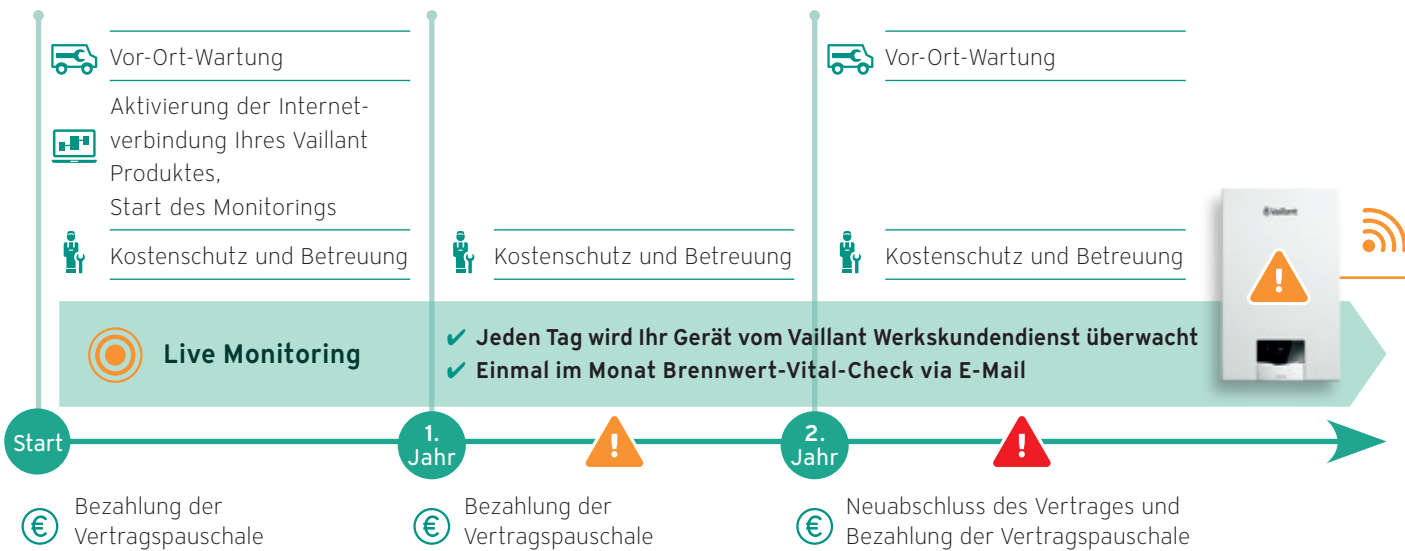 Vor-Ort-Wartung
Aktivierung der Internet-
verbindung Ihres Vaillant
Produktes,
Start des Monitorings
Kostenschutz und Betreuung
Kostenschutz und Betreuung
Vor-Ort-Wartung
Kostenschutz und Betreuung
Vaillant
!
Live Monitoring
✔ Jeden Tag wird Ihr Gerät vom Vaillant Werkskundendienst überwacht
✔ Einmal im Monat Brennwert-Vital-Check via E-Mail
Start
1.
Jahr
!
2.
Jahr
!
€ Bezahlung der
Vertragspauschale
€ Bezahlung der
Vertragspauschale
€ Neuabschluss des Vertrages und
Bezahlung der Vertragspauschale